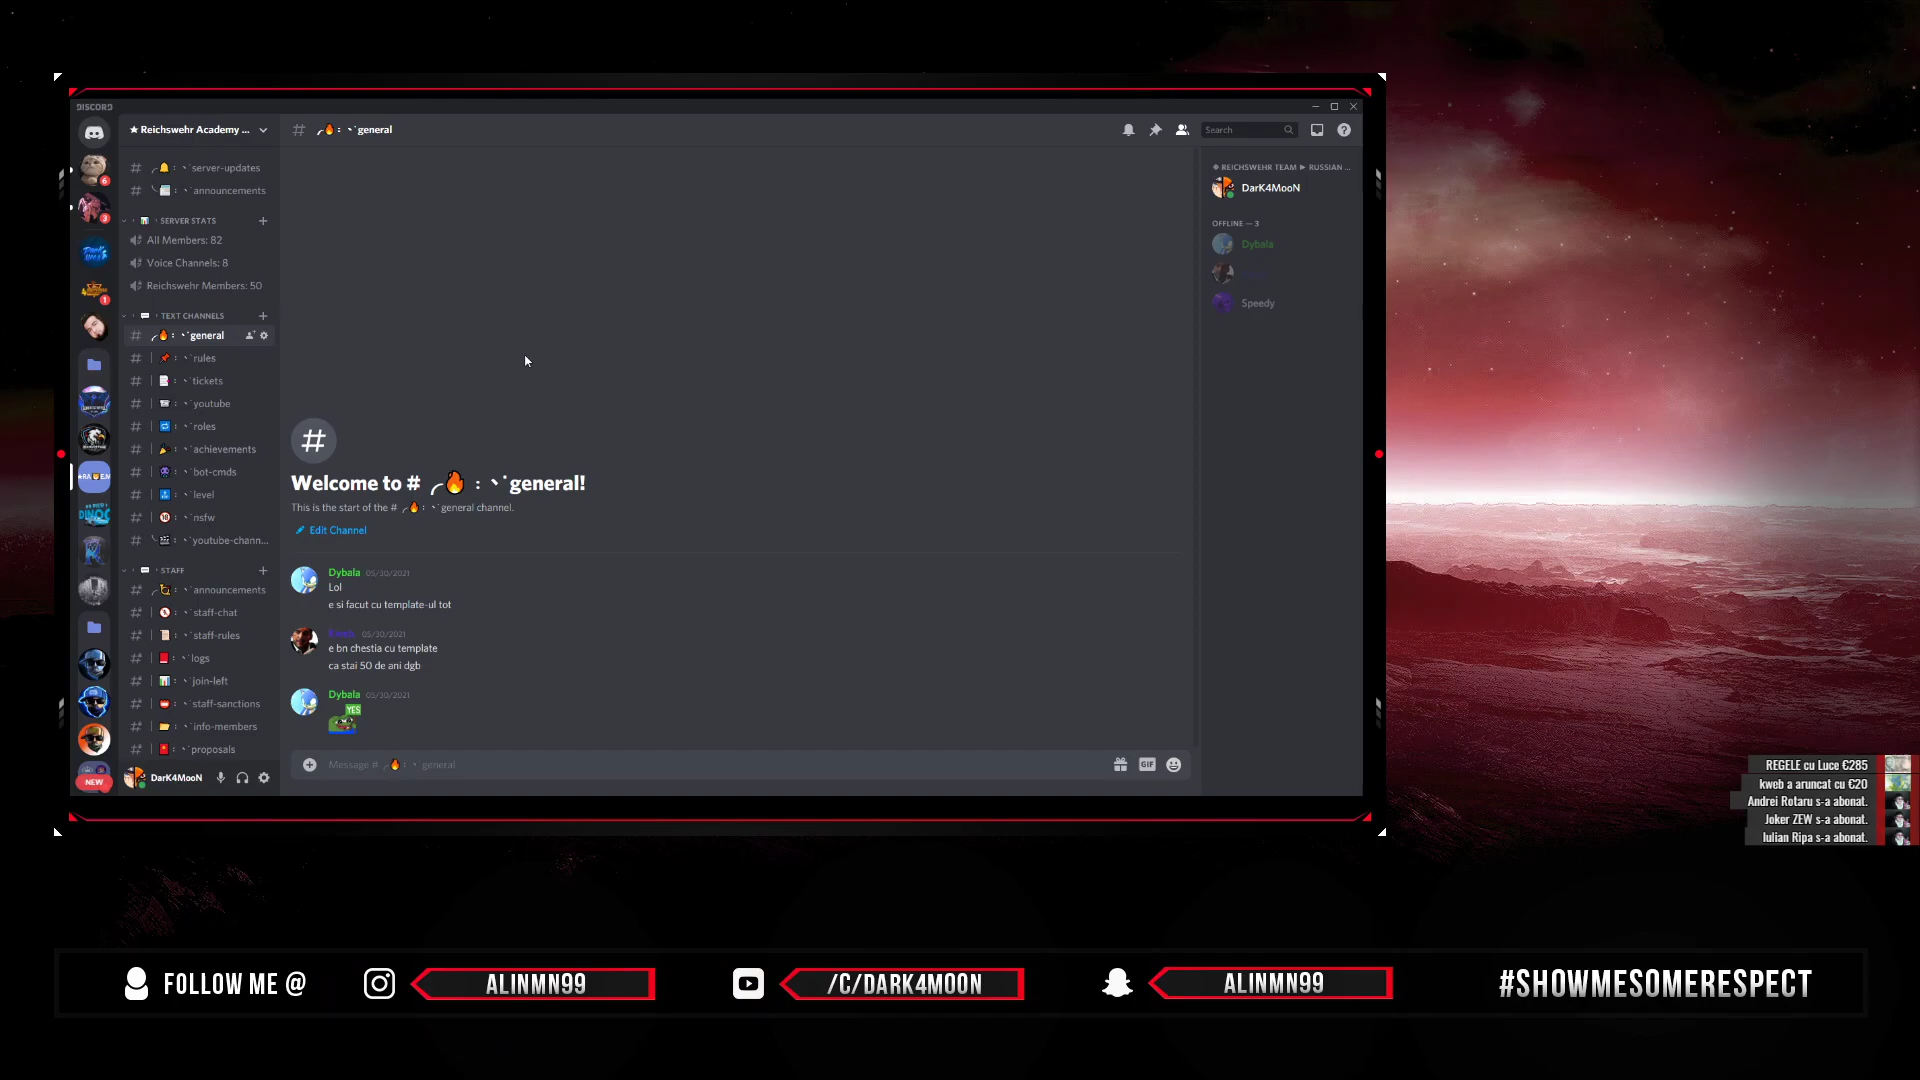 DISCORD
★ Reichswehr Academy ...
general
Search
server-updates
announcements
SERVER STATS
All Members: 82
Voice Channels: 8
Reichswehr Members: 50
TEXT CHANNELS
general
rules
tickets
youtube
roles
achievements
bot-cmds
level
nsfw
youtube-chann...
STAFF
announcements
staff-chat
staff-rules
logs
join-left
staff-sanctions
info-members
proposals
NEW
DarK4MooN
Welcome to # 🔥 : general!
This is the start of the # 🔥 : general channel.
Edit Channel
Dybala 05/30/2021
Lol
e si facut cu template-ul tot
05/30/2021
e bn chestia cu template
ca stai 50 de ani dgb
Dybala 05/30/2021
YES
Message # 🔥 : general
GIF
REICHSWEHR TEAM ► RUSSIAN ...
DarK4MooN
OFFLINE — 3
Dybala
Speedy
REGELE cu Luce €285
kweb a aruncat cu €20
Andrei Rotaru s-a abonat.
Joker ZEW s-a abonat.
Iulian Ripa s-a abonat.
FOLLOW ME @
ALINMN99
/C/DARK4MOON
ALINMN99
#SHOWMESOMERESPECT